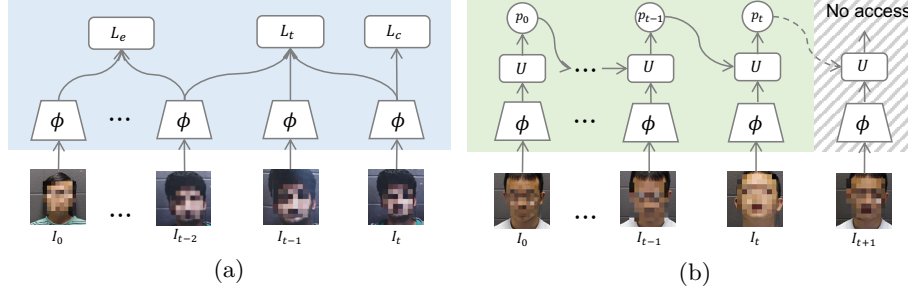 L_e L_t L_c
ϕ ... ϕ ϕ ϕ
...
I_0 I_{t−2} I_{t−1} I_t
(a)
p_0 p_{t−1} p_t No access
U ... U U U
ϕ ... ϕ ϕ ϕ
...
I_0 I_{t−1} I_t I_{t+1}
(b)